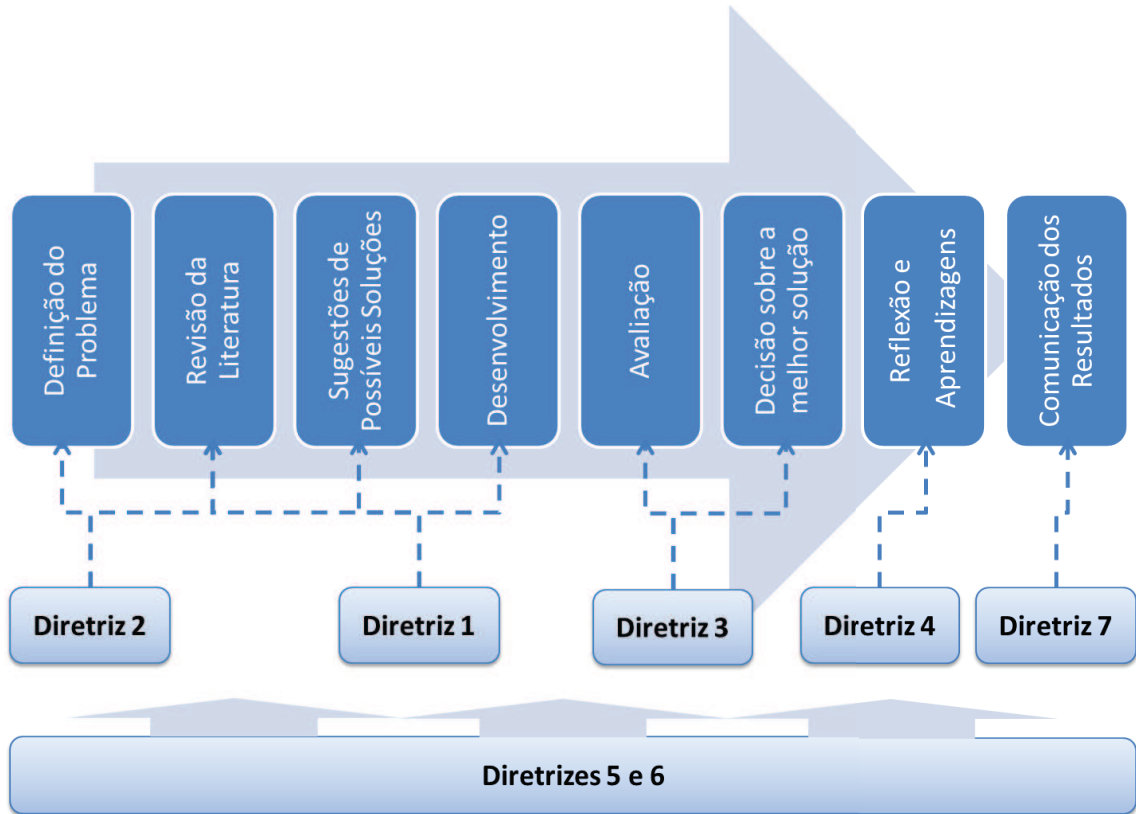 Definição do
Problema
Revisão da
Literatura
Sugestões de
Possíveis Soluções
Desenvolvimento
Avaliação
Decisão sobre a
melhor solução
Reflexão e
Aprendizagens
Comunicação dos
Resultados
Diretriz 2
Diretriz 1
Diretriz 3
Diretriz 4
Diretriz 7
Diretrizes 5 e 6